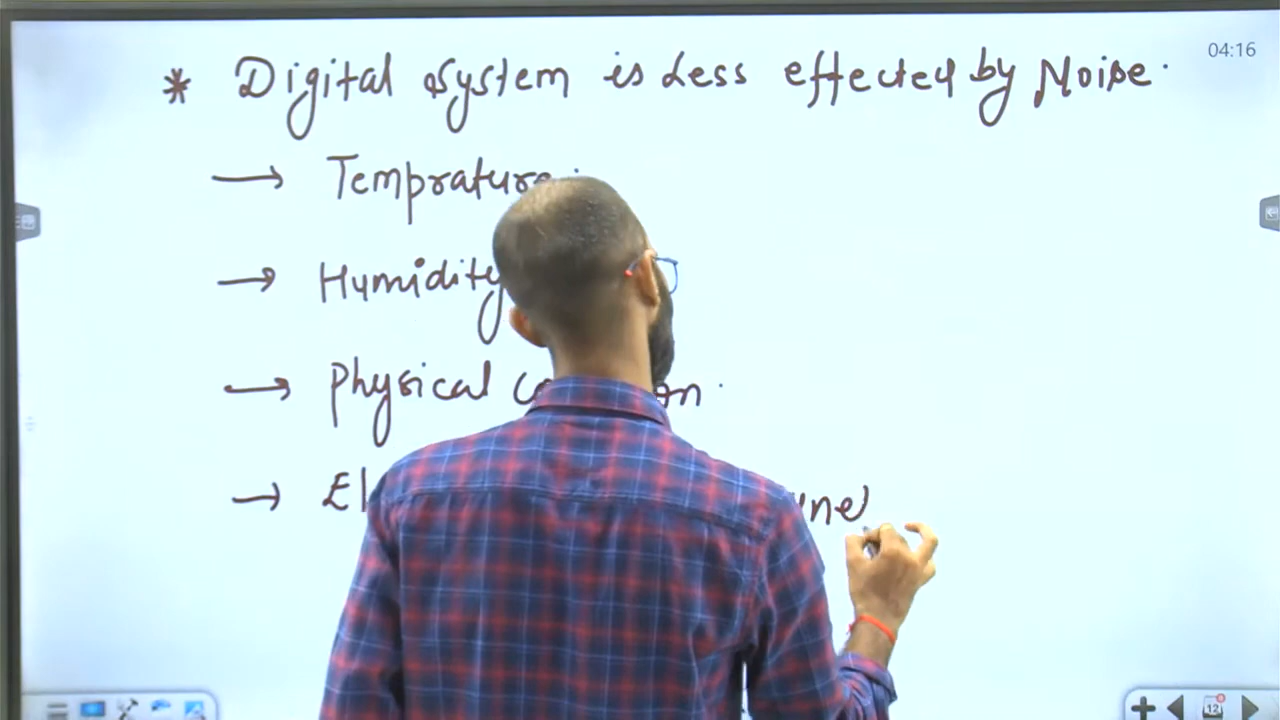 04:16
* Digital System is Less effected by Noise.
→ Temprature.
→ Humidity
→ Physical
→
12